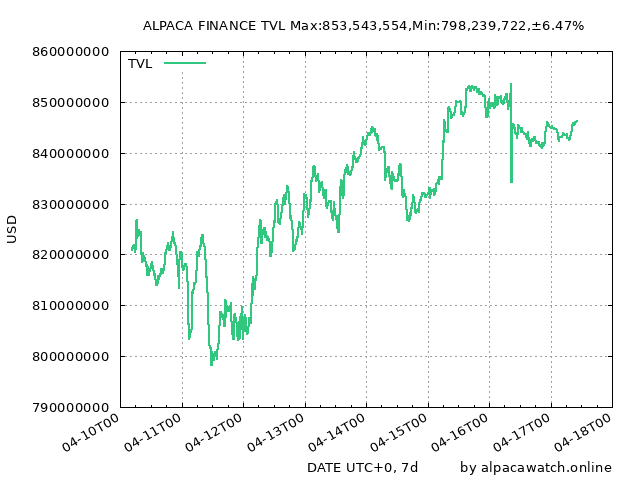 ALPACA FINANCE TVL Max:853,543,554,Min:798,239,722,±6.47%
TVL
860000000
850000000
840000000
830000000
820000000
810000000
800000000
790000000
USD
04-10T00
04-11T00
04-12T00
04-13T00
04-14T00
04-15T00
04-16T00
04-17T00
04-18T00
DATE UTC+0, 7d
by alpacawatch.online